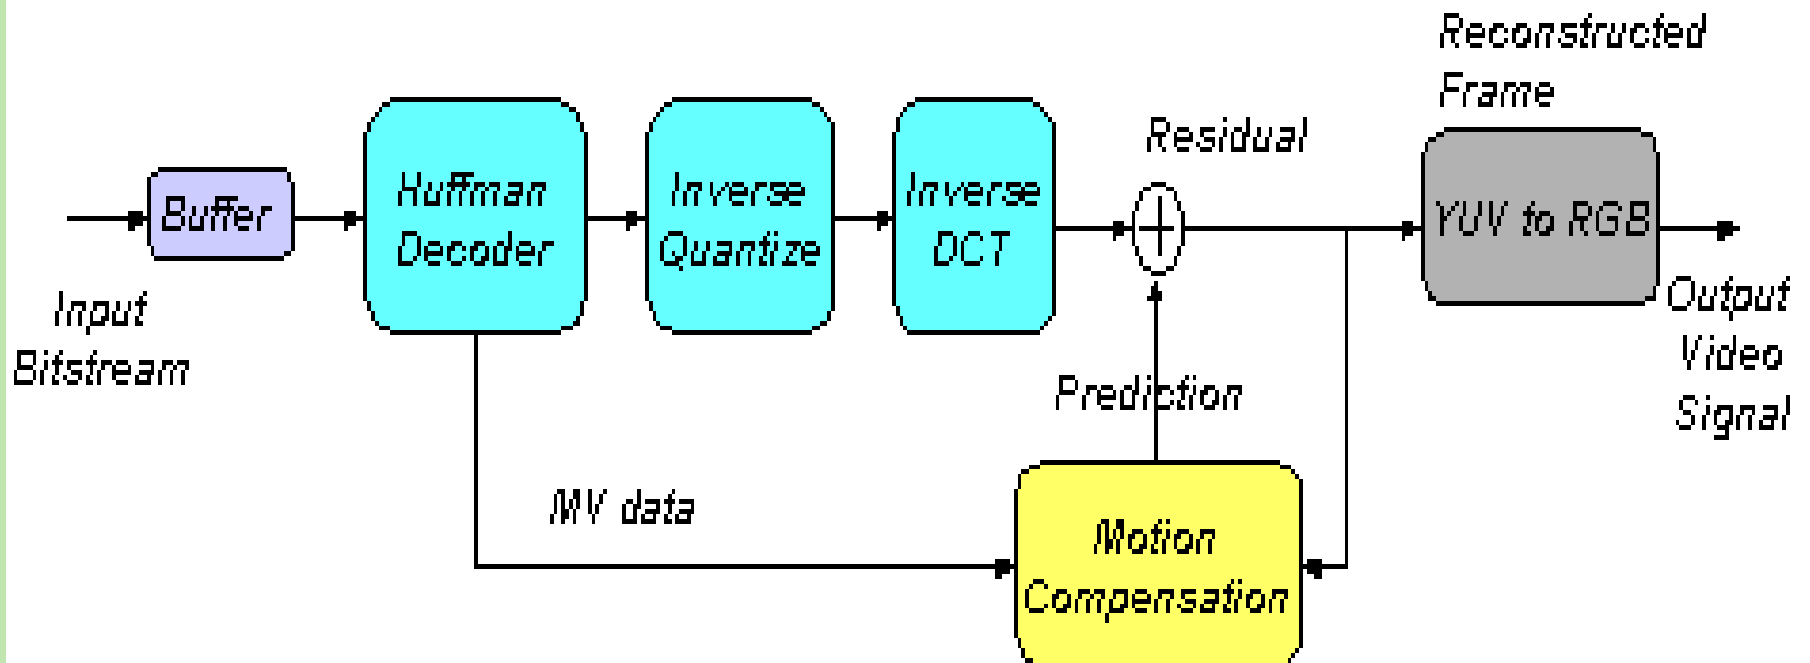 Reconstructed
Frame
Residual
Buffer
Huffman
Decoder
Inverse
Quantize
Inverse
DCT
YUV to RGB
Input
Bitstream
Output
Video
Signal
Prediction
MV data
Motion
Compensation